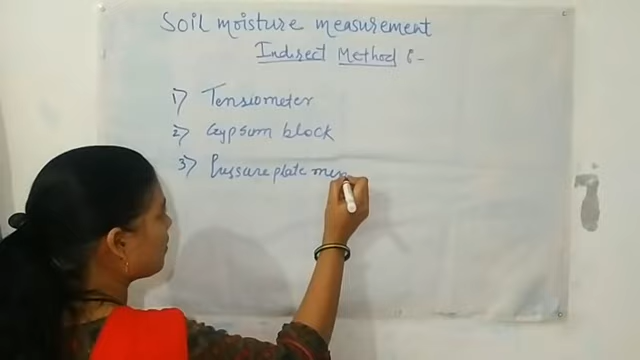 Soil moisture measurement
Indirect Method :-
1) Tensiometer
2) Gypsum block
3) Pressure plate